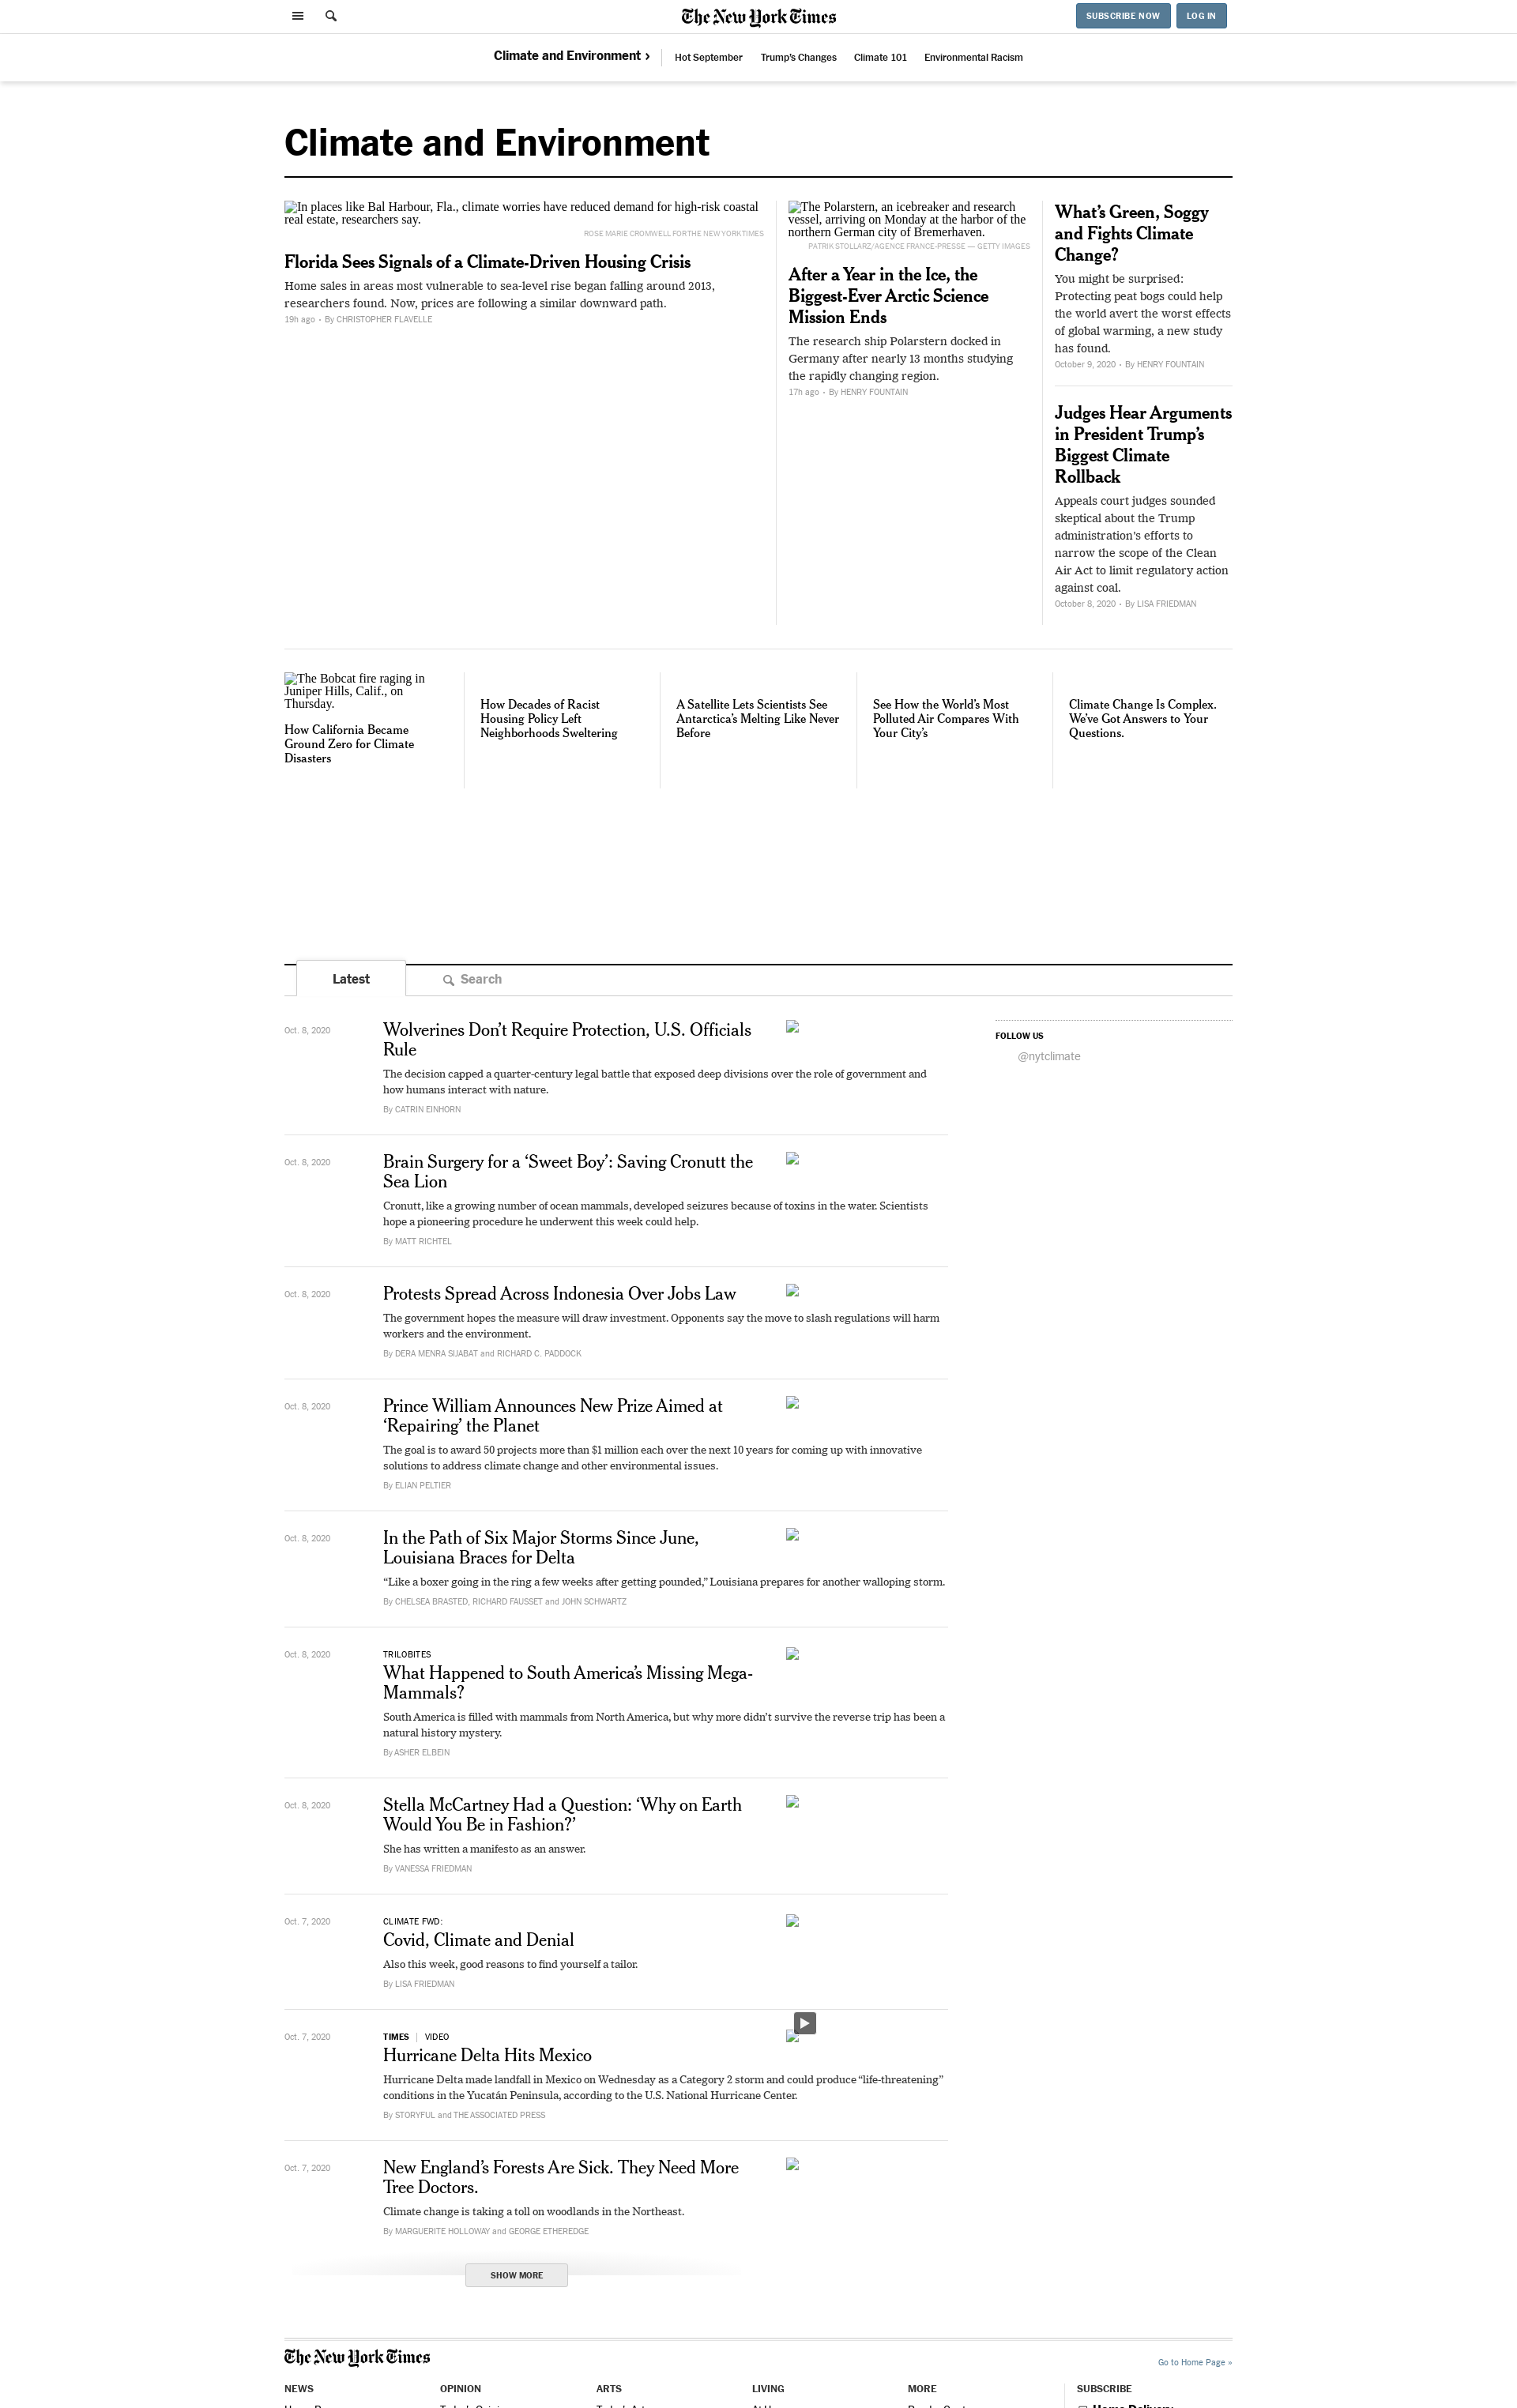 The New York Times
SUBSCRIBE NOW
LOG IN
Climate and Environment ›
Hot September
Trump's Changes
Climate 101
Environmental Racism
Climate and Environment
In places like Bal Harbour, Fla., climate worries have reduced demand for high-risk coastal
real estate, researchers say.
ROSE MARIE CROMWELL FOR THE NEW YORK TIMES
Florida Sees Signals of a Climate-Driven Housing Crisis
Home sales in areas most vulnerable to sea-level rise began falling around 2013,
researchers found. Now, prices are following a similar downward path.
19h ago • By CHRISTOPHER FLAVELLE
The Polarstern, an icebreaker and research
vessel, arriving on Monday at the harbor of the
northern German city of Bremerhaven.
PATRIK STOLLARZ/AGENCE FRANCE-PRESSE — GETTY IMAGES
After a Year in the Ice, the
Biggest-Ever Arctic Science
Mission Ends
The research ship Polarstern docked in
Germany after nearly 13 months studying
the rapidly changing region.
17h ago • By HENRY FOUNTAIN
What's Green, Soggy
and Fights Climate
Change?
You might be surprised:
Protecting peat bogs could help
the world avert the worst effects
of global warming, a new study
has found.
October 9, 2020 • By HENRY FOUNTAIN
Judges Hear Arguments
in President Trump's
Biggest Climate
Rollback
Appeals court judges sounded
skeptical about the Trump
administration's efforts to
narrow the scope of the Clean
Air Act to limit regulatory action
against coal.
October 8, 2020 • By LISA FRIEDMAN
The Bobcat fire raging in
Juniper Hills, Calif., on
Thursday.
How California Became
Ground Zero for Climate
Disasters
How Decades of Racist
Housing Policy Left
Neighborhoods Sweltering
A Satellite Lets Scientists See
Antarctica's Melting Like Never
Before
See How the World's Most
Polluted Air Compares With
Your City's
Climate Change Is Complex.
We've Got Answers to Your
Questions.
Latest
Search
Oct. 8, 2020
Wolverines Don't Require Protection, U.S. Officials
Rule
The decision capped a quarter-century legal battle that exposed deep divisions over the role of government and
how humans interact with nature.
By CATRIN EINHORN
FOLLOW US
@nytclimate
Oct. 8, 2020
Brain Surgery for a 'Sweet Boy': Saving Cronutt the
Sea Lion
Cronutt, like a growing number of ocean mammals, developed seizures because of toxins in the water. Scientists
hope a pioneering procedure he underwent this week could help.
By MATT RICHTEL
Oct. 8, 2020
Protests Spread Across Indonesia Over Jobs Law
The government hopes the measure will draw investment. Opponents say the move to slash regulations will harm
workers and the environment.
By DERA MENRA SIJABAT and RICHARD C. PADDOCK
Oct. 8, 2020
Prince William Announces New Prize Aimed at
'Repairing' the Planet
The goal is to award 50 projects more than $1 million each over the next 10 years for coming up with innovative
solutions to address climate change and other environmental issues.
By ELIAN PELTIER
Oct. 8, 2020
In the Path of Six Major Storms Since June,
Louisiana Braces for Delta
“Like a boxer going in the ring a few weeks after getting pounded,” Louisiana prepares for another walloping storm.
By CHELSEA BRASTED, RICHARD FAUSSET and JOHN SCHWARTZ
Oct. 8, 2020
TRILOBITES
What Happened to South America's Missing Mega-
Mammals?
South America is filled with mammals from North America, but why more didn't survive the reverse trip has been a
natural history mystery.
By ASHER ELBEIN
Oct. 8, 2020
Stella McCartney Had a Question: 'Why on Earth
Would You Be in Fashion?'
She has written a manifesto as an answer.
By VANESSA FRIEDMAN
Oct. 7, 2020
CLIMATE FWD:
Covid, Climate and Denial
Also this week, good reasons to find yourself a tailor.
By LISA FRIEDMAN
Oct. 7, 2020
TIMES | VIDEO
Hurricane Delta Hits Mexico
Hurricane Delta made landfall in Mexico on Wednesday as a Category 2 storm and could produce “life-threatening”
conditions in the Yucatán Peninsula, according to the U.S. National Hurricane Center.
By STORYFUL and THE ASSOCIATED PRESS
Oct. 7, 2020
New England's Forests Are Sick. They Need More
Tree Doctors.
Climate change is taking a toll on woodlands in the Northeast.
By MARGUERITE HOLLOWAY and GEORGE ETHEREDGE
SHOW MORE
The New York Times
Go to Home Page »
NEWS
OPINION
ARTS
LIVING
MORE
SUBSCRIBE